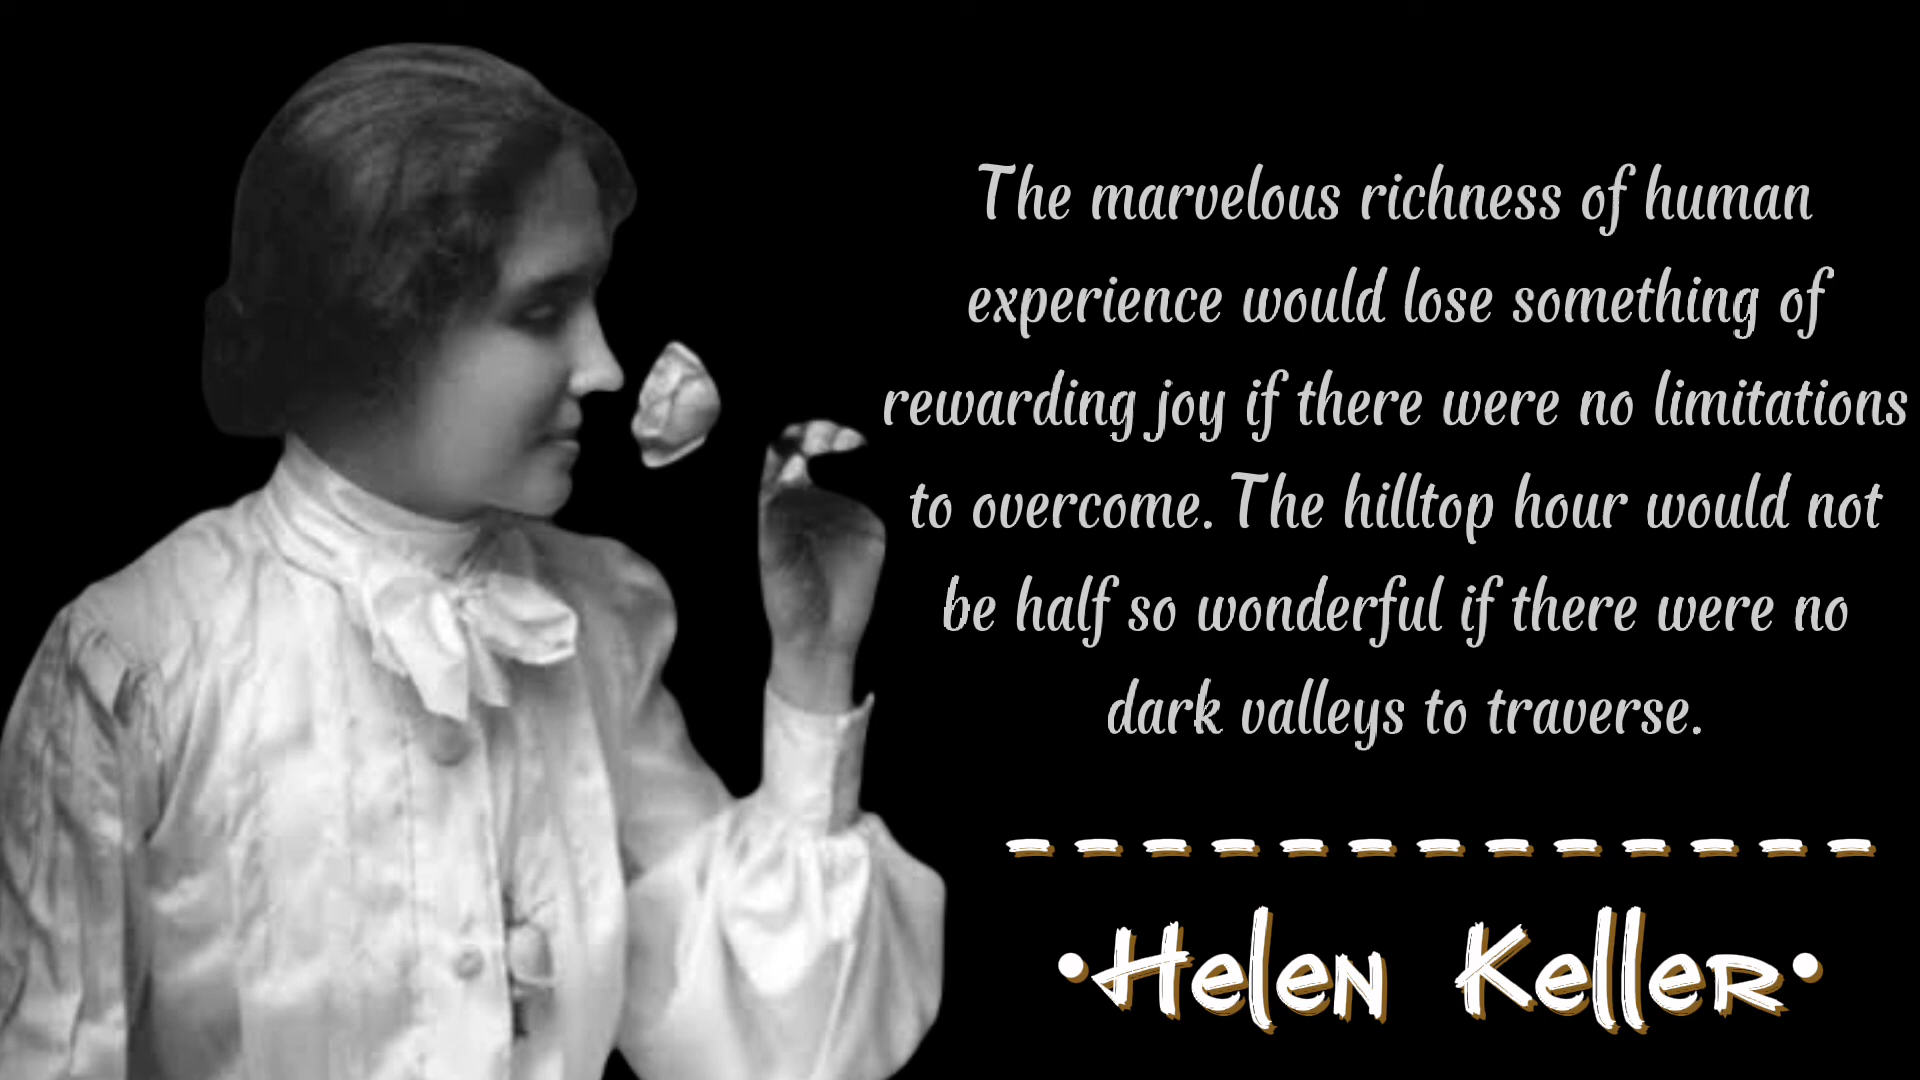 The marvelous richness of human
experience would lose something of
rewarding joy if there were no limitations
to overcome. The hilltop hour would not
be half so wonderful if there were no
dark valleys to traverse.
•Helen Keller•